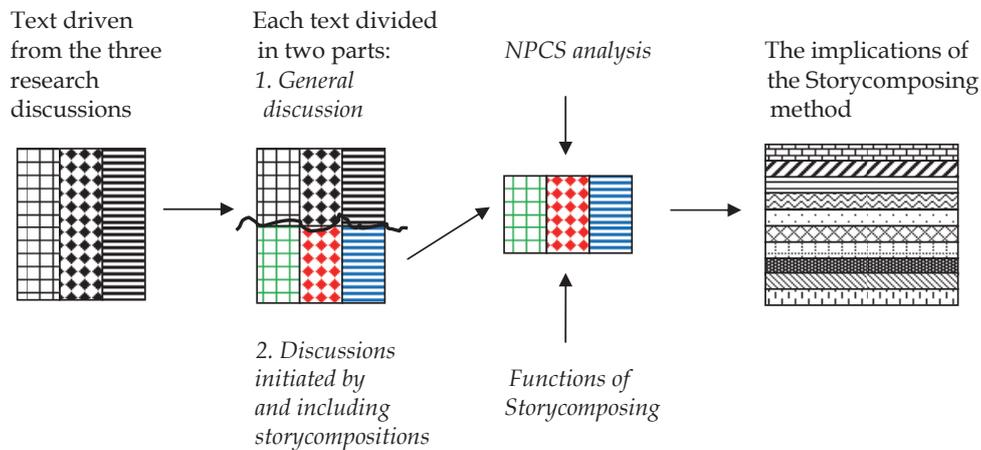 Text driven
from the three
research
discussions
Each text divided
in two parts:
1. General
discussion
2. Discussions
initiated by
and including
storycompositions
NPCS analysis
Functions of
Storycomposing
The implications of
the Storycomposing
method